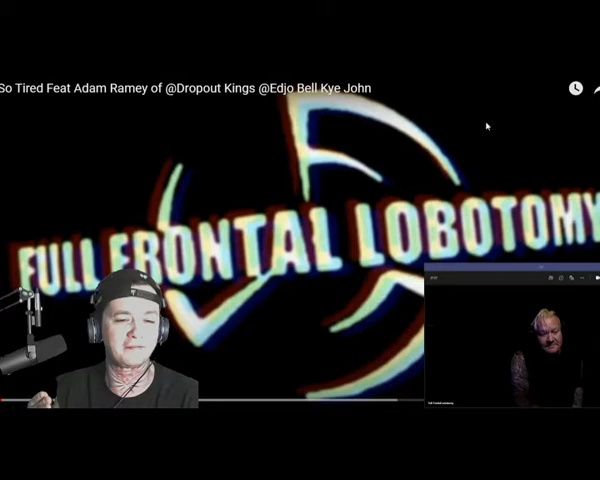 So Tired Feat Adam Ramey of @Dropout Kings @Edjo Bell Kye John
FULL FRONTAL LOBOTOMY